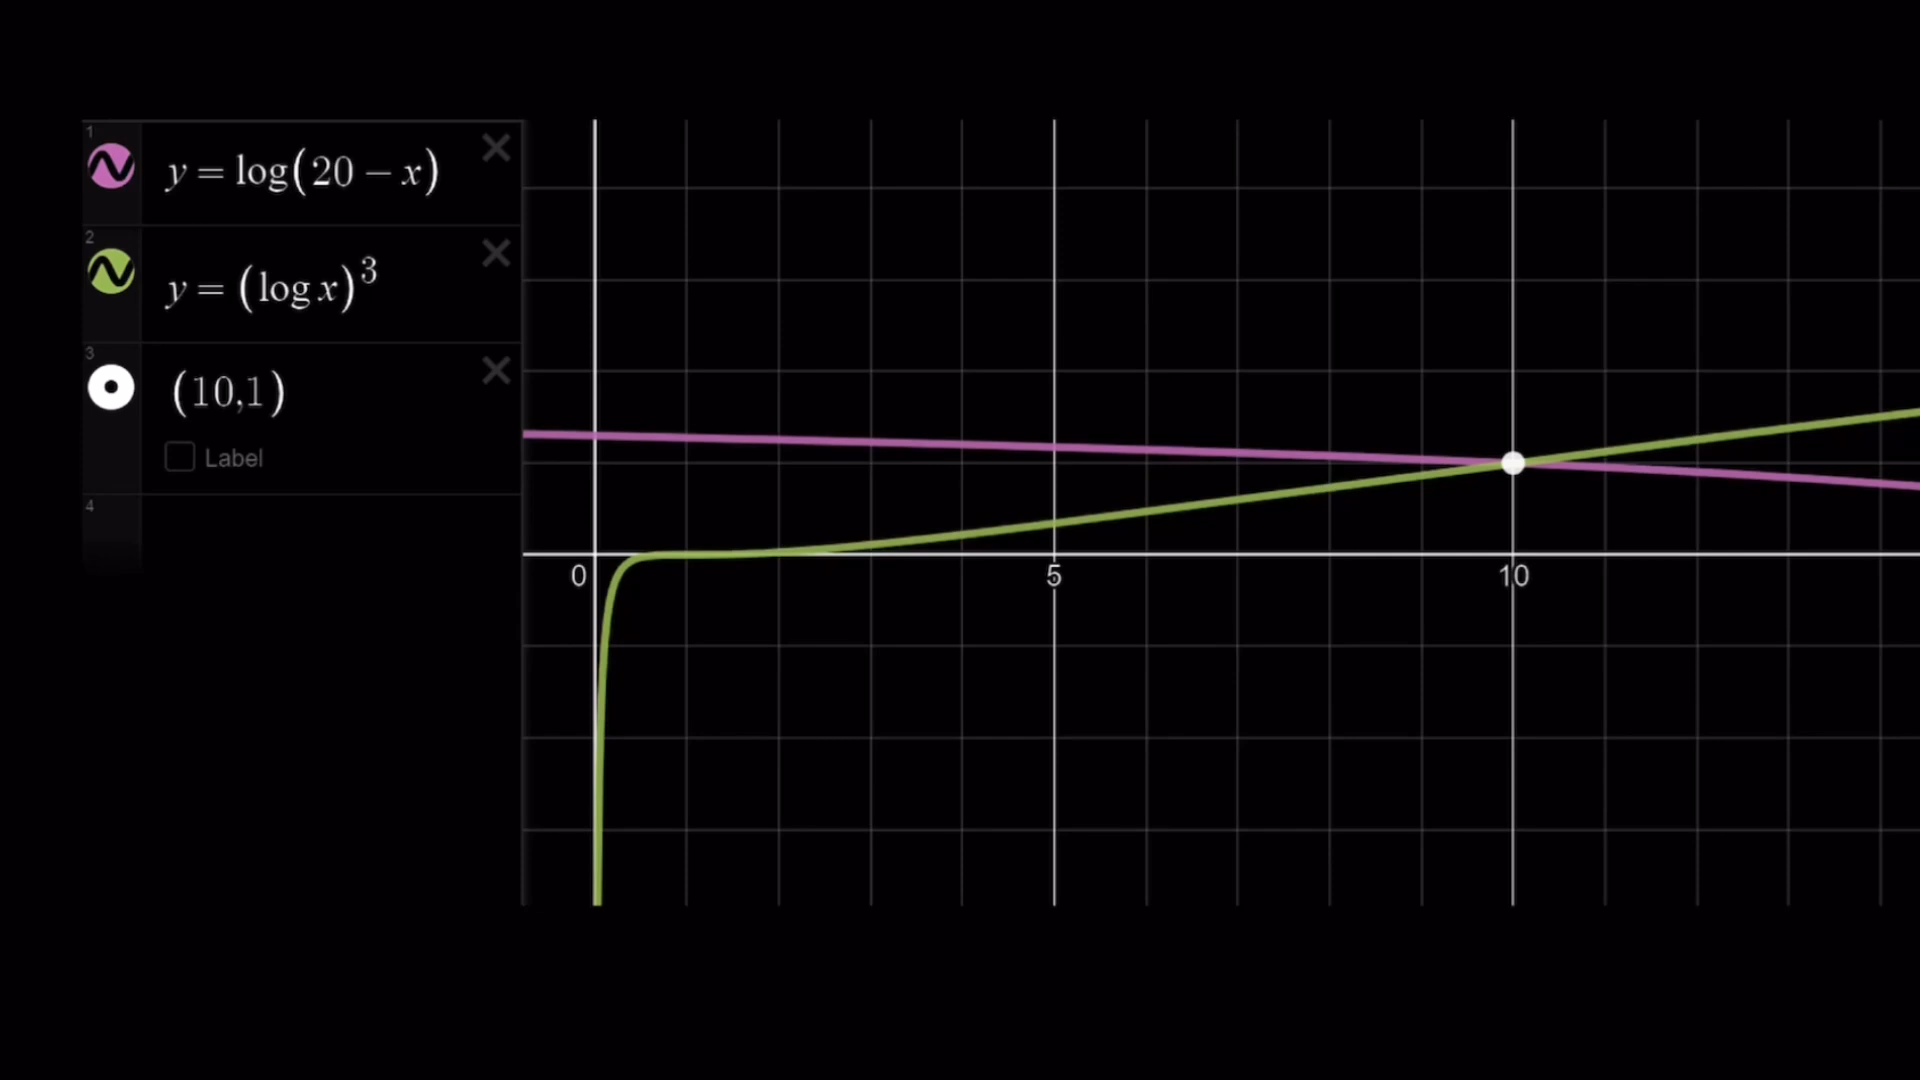 1
y = log(20 − x)
2
y = (log x)³
3
(10,1)
Label
4
0 5 10